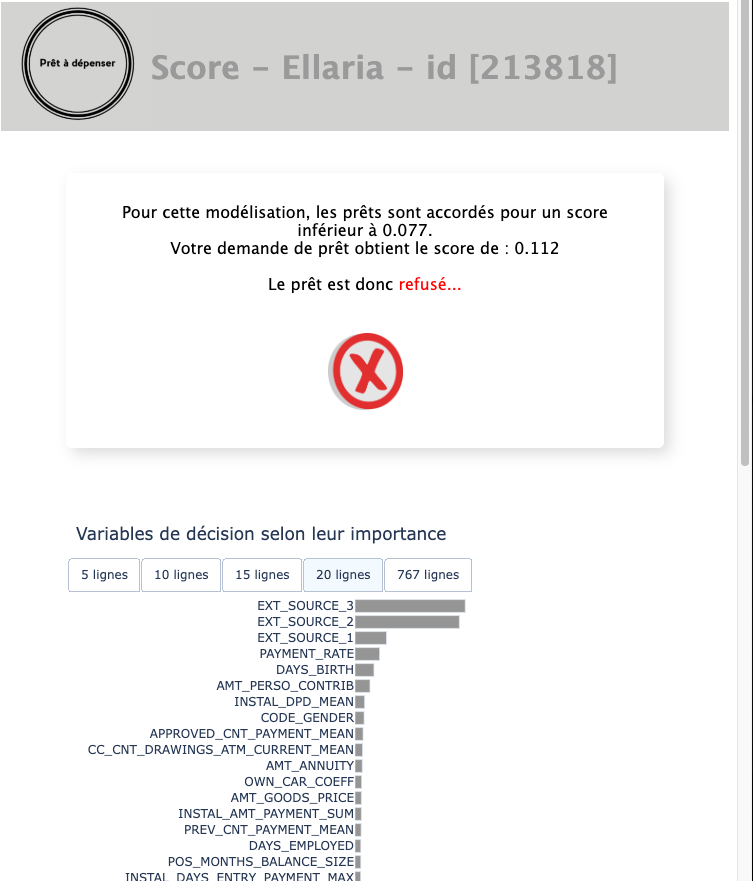 Prêt à dépenser
Score - Ellaria - id [213818]
Pour cette modélisation, les prêts sont accordés pour un score
inférieur à 0.077.
Votre demande de prêt obtient le score de : 0.112
Le prêt est donc refusé...
Variables de décision selon leur importance
5 lignes 10 lignes 15 lignes 20 lignes 767 lignes
EXT_SOURCE_3
EXT_SOURCE_2
EXT_SOURCE_1
PAYMENT_RATE
DAYS_BIRTH
AMT_PERSO_CONTRIB
INSTAL_DPD_MEAN
CODE_GENDER
APPROVED_CNT_PAYMENT_MEAN
CC_CNT_DRAWINGS_ATM_CURRENT_MEAN
AMT_ANNUITY
OWN_CAR_COEFF
AMT_GOODS_PRICE
INSTAL_AMT_PAYMENT_SUM
PREV_CNT_PAYMENT_MEAN
DAYS_EMPLOYED
POS_MONTHS_BALANCE_SIZE
INSTAL_DAYS_ENTRY_PAYMENT_MAX